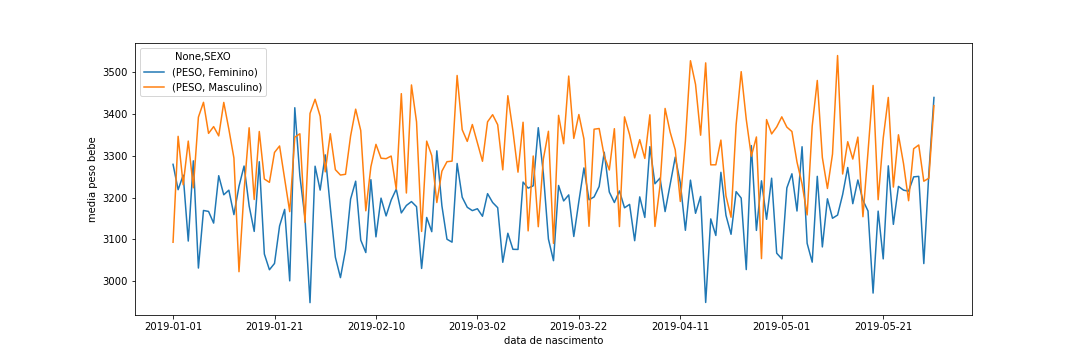 None,SEXO
(PESO, Feminino)
(PESO, Masculino)
3500
3400
3300
3200
3100
3000
media peso bebe
2019-01-01 2019-01-21 2019-02-10 2019-03-02 2019-03-22 2019-04-11 2019-05-01 2019-05-21
data de nascimento